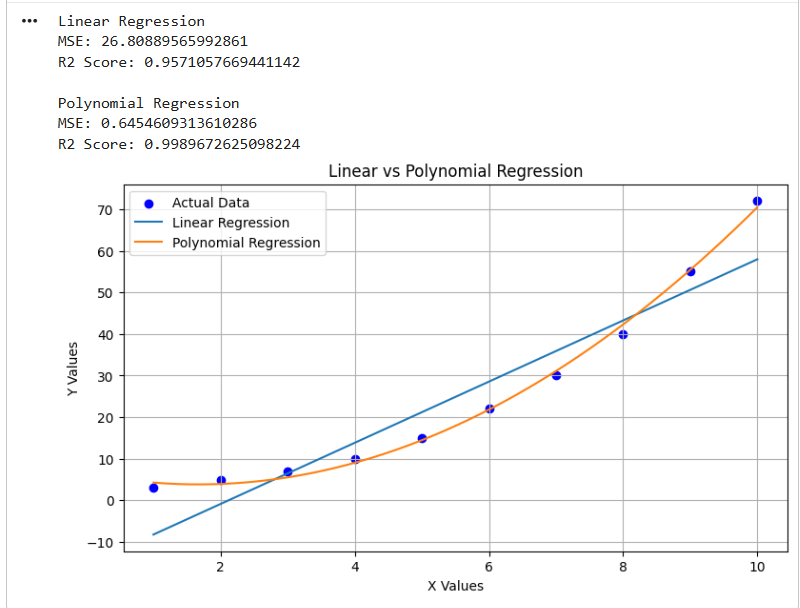 Linear Regression
MSE: 26.80889565992861
R2 Score: 0.9571057669441142
Polynomial Regression
MSE: 0.6454609313610286
R2 Score: 0.9989672625098224
Linear vs Polynomial Regression
Actual Data
Linear Regression
Polynomial Regression
Y Values
70
60
50
40
30
20
10
0
−10
2 4 6 8 10
X Values